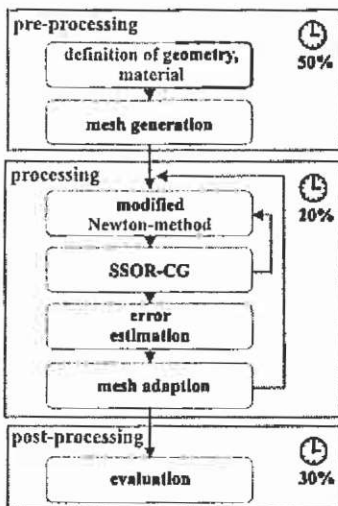 pre-processing
definition of geometry,
material
50%
mesh generation
processing
modified
Newton-method
20%
SSOR-CG
error
estimation
mesh adaption
post-processing
evaluation
30%